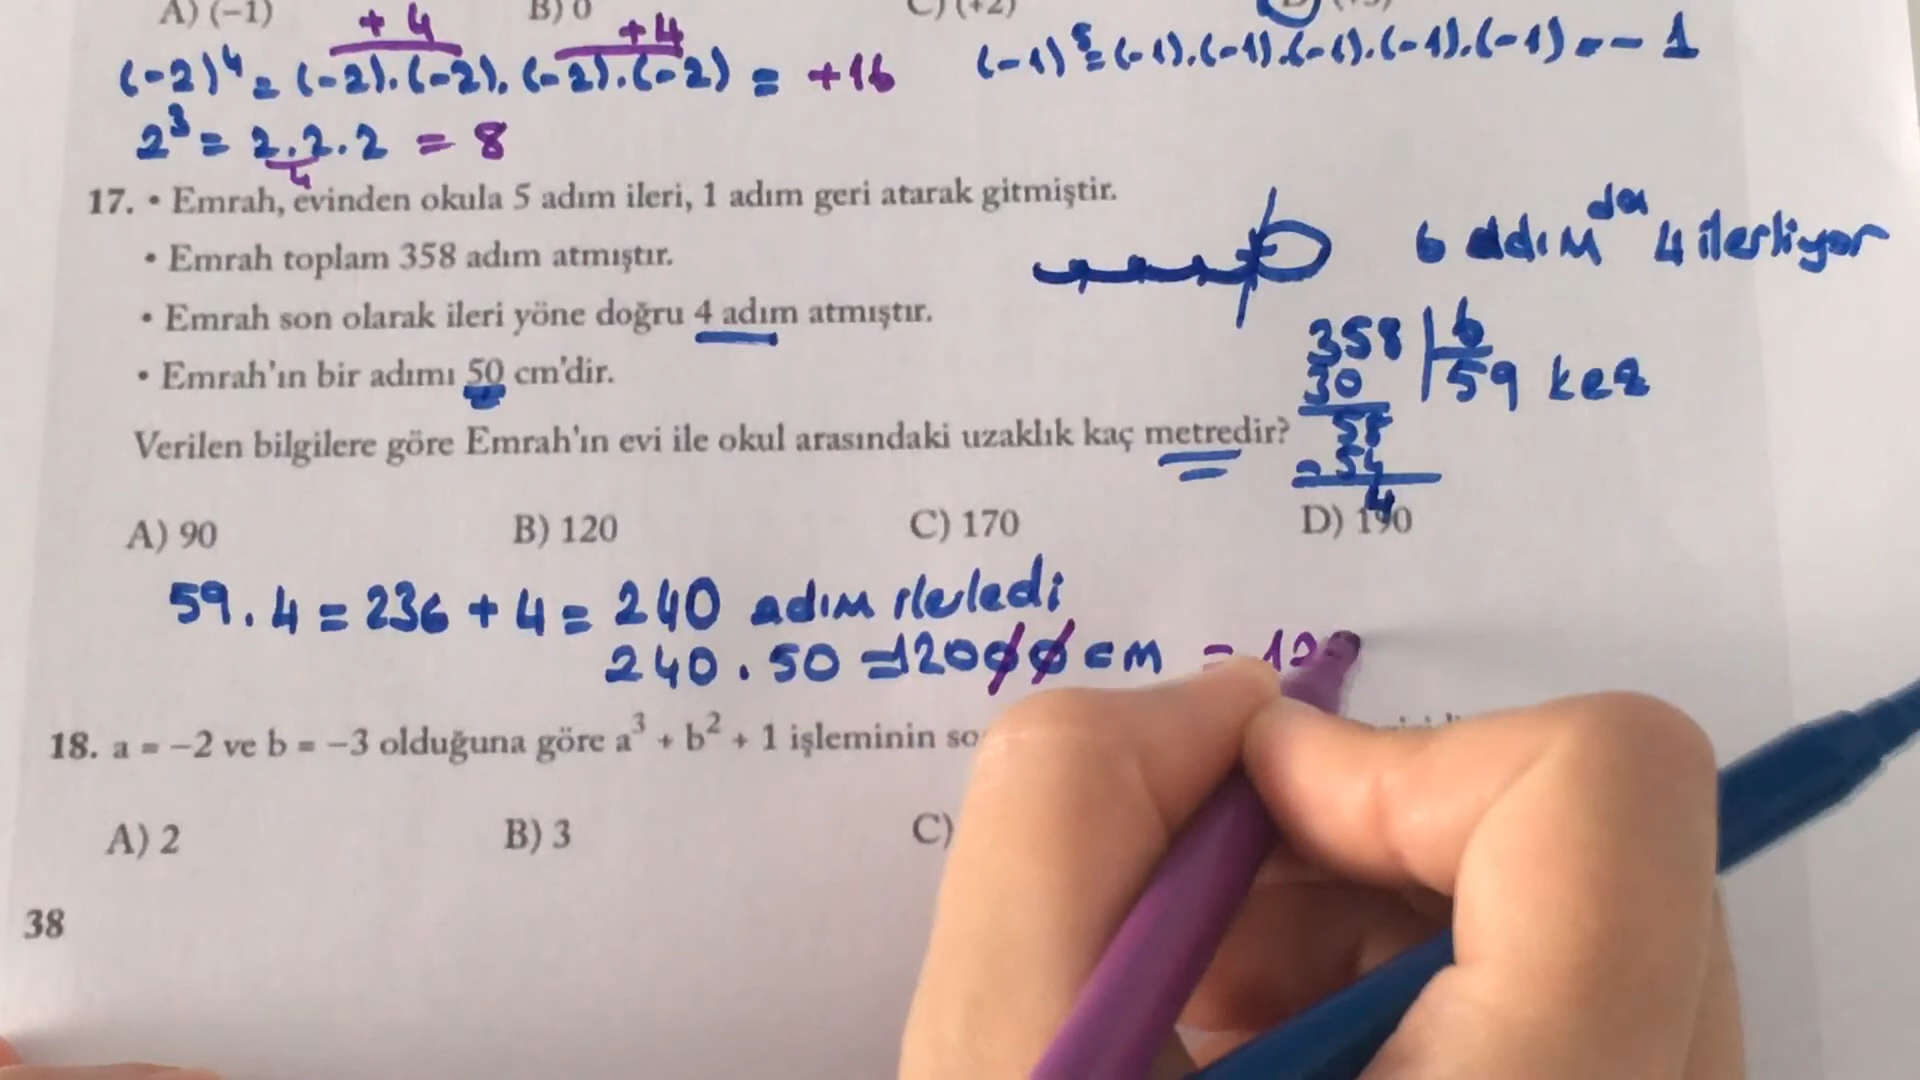 A) (−1) B) 0 C) (+2)
+ 4 +4
(-2)⁴ = (-2).(-2).(-2).(-2) = +16
(-1)⁵ = (-1).(-1).(-1).(-1).(-1) = - 1
2³ = 2.2.2 = 8
4
17. • Emrah, evinden okula 5 adım ileri, 1 adım geri atarak gitmiştir.
6 adımda 4 ilerliyor
• Emrah toplam 358 adım atmıştır.
• Emrah son olarak ileri yöne doğru 4 adım atmıştır.
358 6
• Emrah'ın bir adımı 50 cm'dir.
30 59 kez
58
Verilen bilgilere göre Emrah'ın evi ile okul arasındaki uzaklık kaç metredir?
- 54
4
A) 90 B) 120 C) 170 D) 190
59 . 4 = 236 + 4 = 240 adım ilerledi
240 . 50 = 12000 cm = 12
18. a = −2 ve b = −3 olduğuna göre a³ + b² + 1 işleminin
A) 2 B) 3 C)
38